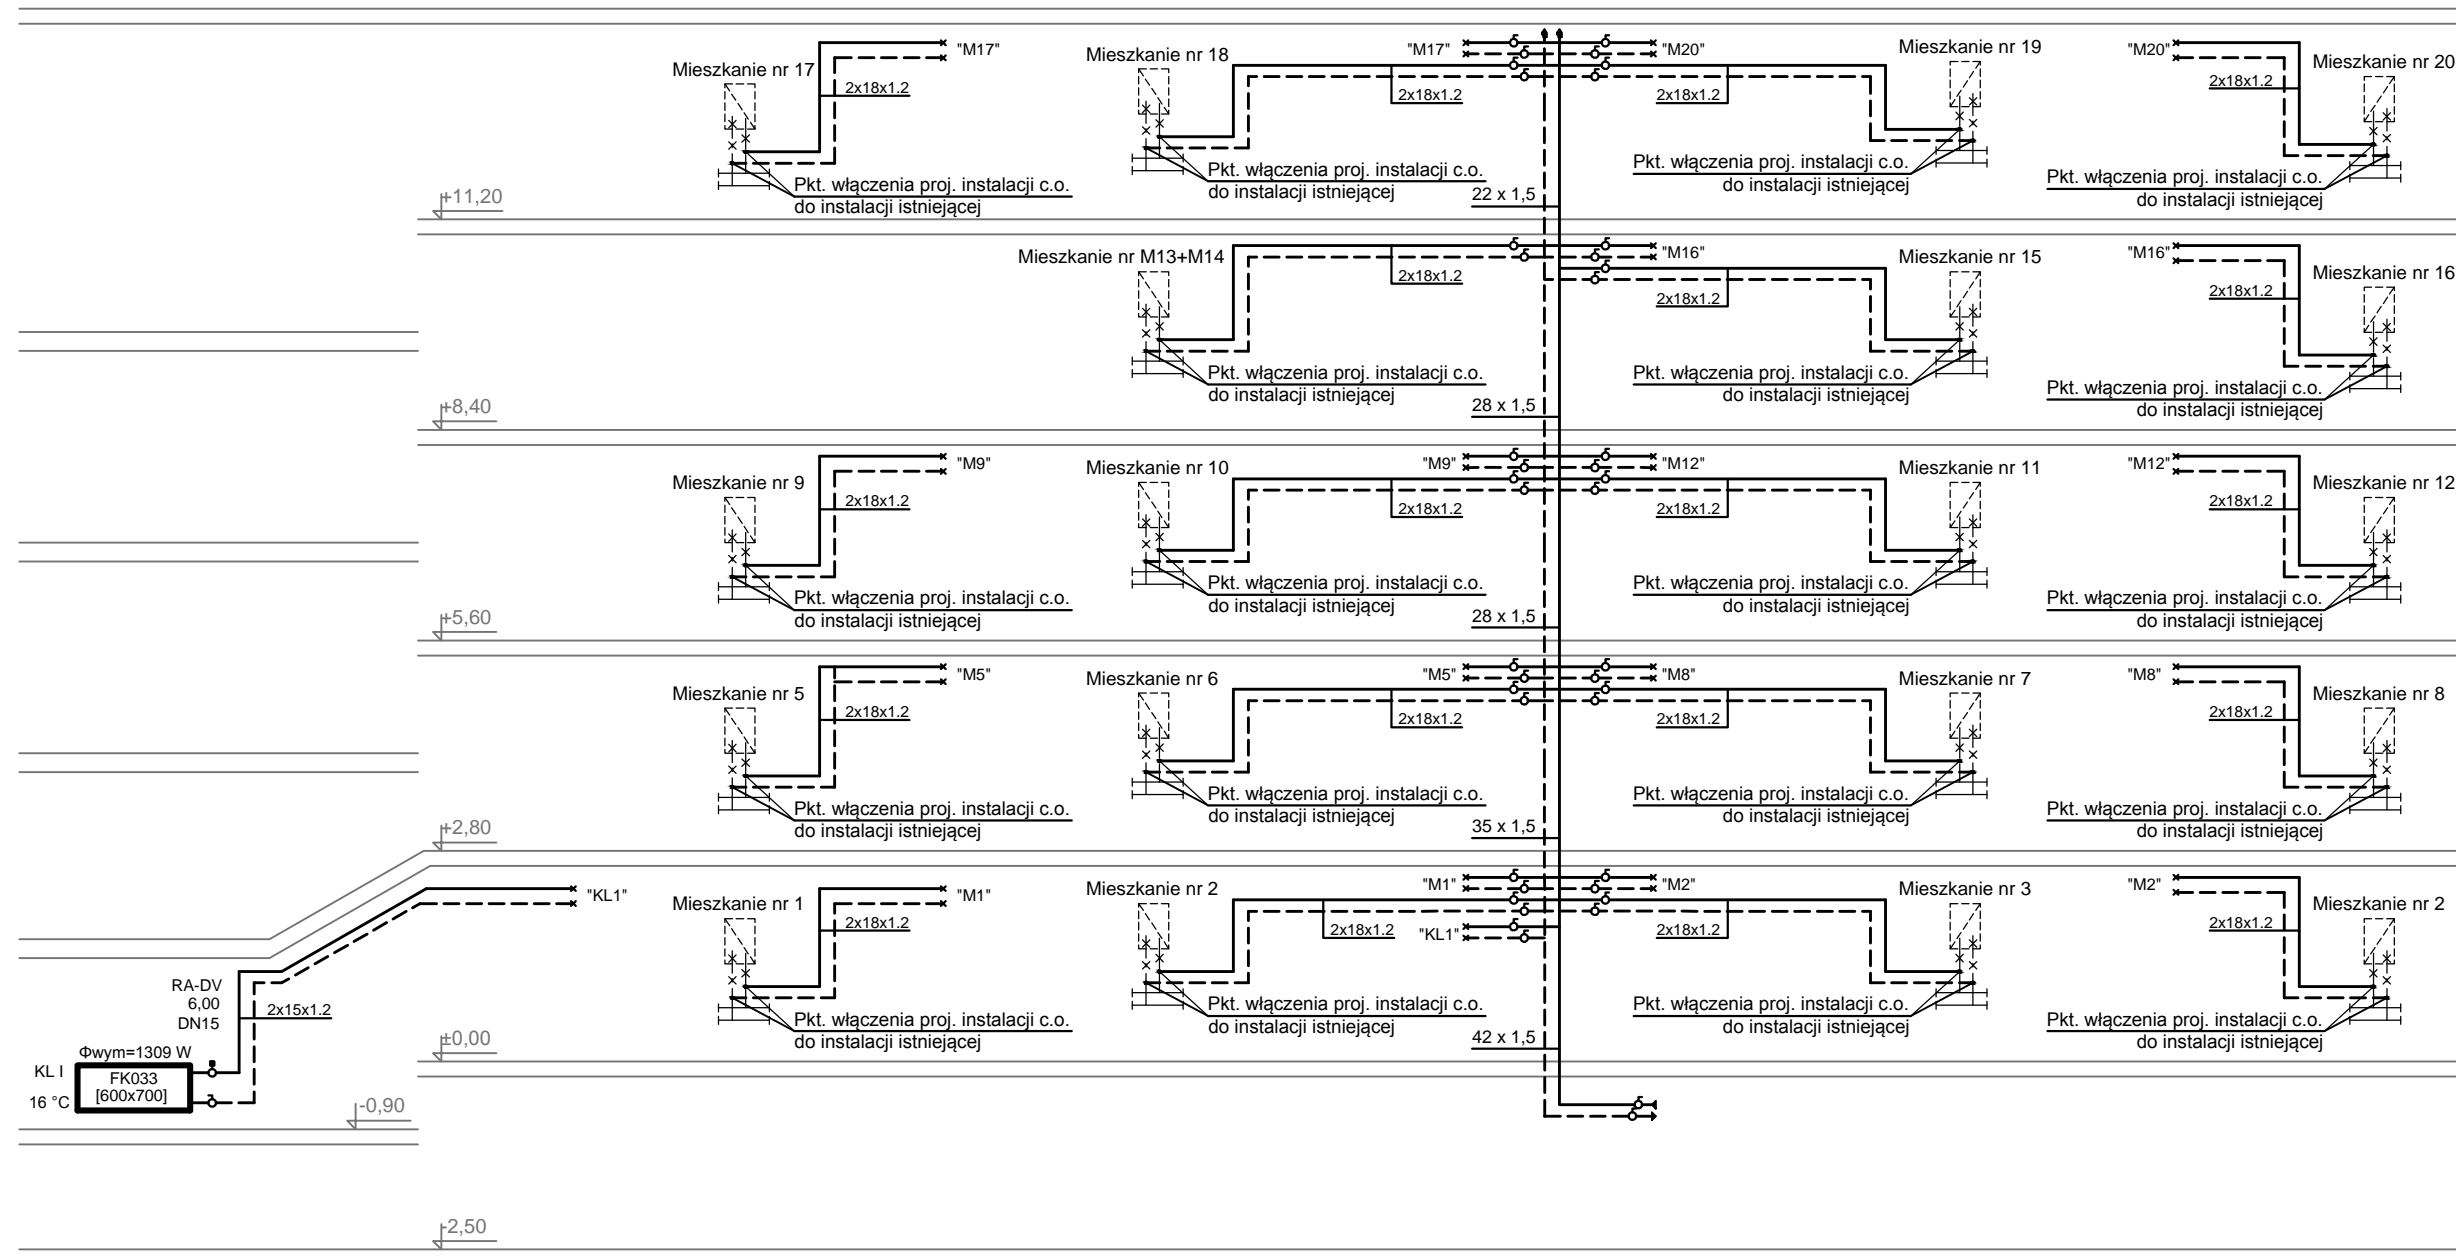 Mieszkanie nr 17
"M17"
2x18x1.2
Pkt. włączenia proj. instalacji c.o.
do instalacji istniejącej
Mieszkanie nr 18
"M17"
"M20"
2x18x1.2
2x18x1.2
Pkt. włączenia proj. instalacji c.o.
do instalacji istniejącej
22 x 1,5
Mieszkanie nr 19
Pkt. włączenia proj. instalacji c.o.
do instalacji istniejącej
"M20"
2x18x1.2
Mieszkanie nr 20
Pkt. włączenia proj. instalacji c.o.
do instalacji istniejącej
+11,20
Mieszkanie nr M13+M14
2x18x1.2
"M16"
2x18x1.2
Pkt. włączenia proj. instalacji c.o.
do instalacji istniejącej
28 x 1,5
Mieszkanie nr 15
Pkt. włączenia proj. instalacji c.o.
do instalacji istniejącej
"M16"
2x18x1.2
Mieszkanie nr 16
Pkt. włączenia proj. instalacji c.o.
do instalacji istniejącej
+8,40
Mieszkanie nr 9
"M9"
2x18x1.2
Pkt. włączenia proj. instalacji c.o.
do instalacji istniejącej
Mieszkanie nr 10
"M9"
"M12"
2x18x1.2
2x18x1.2
Pkt. włączenia proj. instalacji c.o.
do instalacji istniejącej
28 x 1,5
Mieszkanie nr 11
Pkt. włączenia proj. instalacji c.o.
do instalacji istniejącej
"M12"
2x18x1.2
Mieszkanie nr 12
Pkt. włączenia proj. instalacji c.o.
do instalacji istniejącej
+5,60
Mieszkanie nr 5
"M5"
2x18x1.2
Pkt. włączenia proj. instalacji c.o.
do instalacji istniejącej
Mieszkanie nr 6
"M5"
"M8"
2x18x1.2
2x18x1.2
Pkt. włączenia proj. instalacji c.o.
do instalacji istniejącej
35 x 1,5
Mieszkanie nr 7
Pkt. włączenia proj. instalacji c.o.
do instalacji istniejącej
"M8"
2x18x1.2
Mieszkanie nr 8
Pkt. włączenia proj. instalacji c.o.
do instalacji istniejącej
+2,80
"KL1"
Mieszkanie nr 1
"M1"
2x18x1.2
Pkt. włączenia proj. instalacji c.o.
do instalacji istniejącej
Mieszkanie nr 2
"M1"
"M2"
2x18x1.2
"KL1"
2x18x1.2
Pkt. włączenia proj. instalacji c.o.
do instalacji istniejącej
42 x 1,5
Mieszkanie nr 3
Pkt. włączenia proj. instalacji c.o.
do instalacji istniejącej
"M2"
2x18x1.2
Mieszkanie nr 2
Pkt. włączenia proj. instalacji c.o.
do instalacji istniejącej
RA-DV
6,00
DN15
2x15x1.2
±0,00
Φwym=1309 W
KL I
FK033
[600x700]
16 °C
-0,90
-2,50